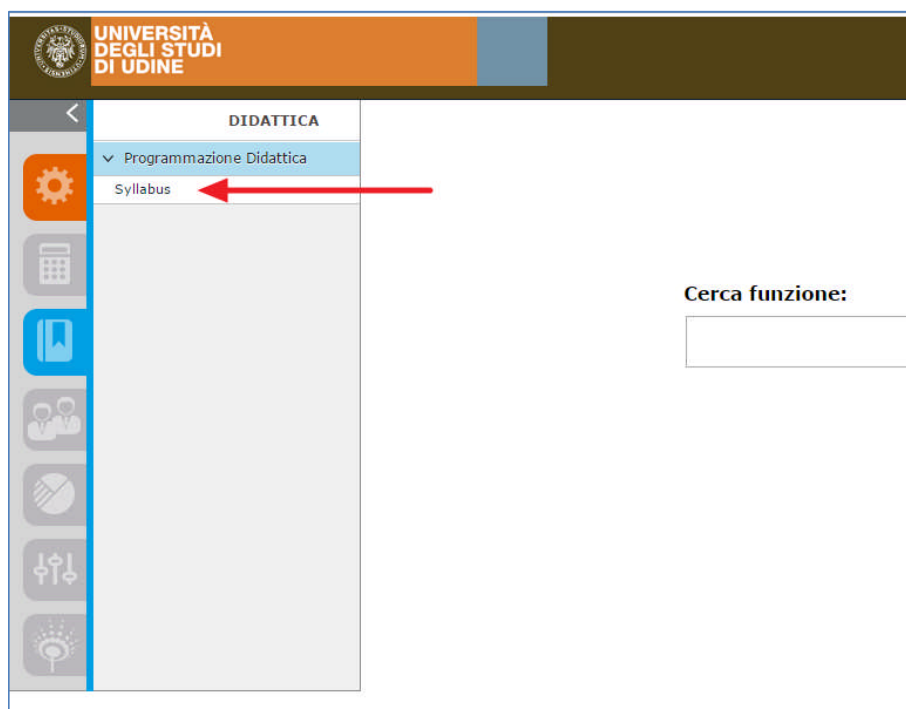 UNIVERSITÀ
DEGLI STUDI
DI UDINE
DIDATTICA
Programmazione Didattica
Syllabus
Cerca funzione: